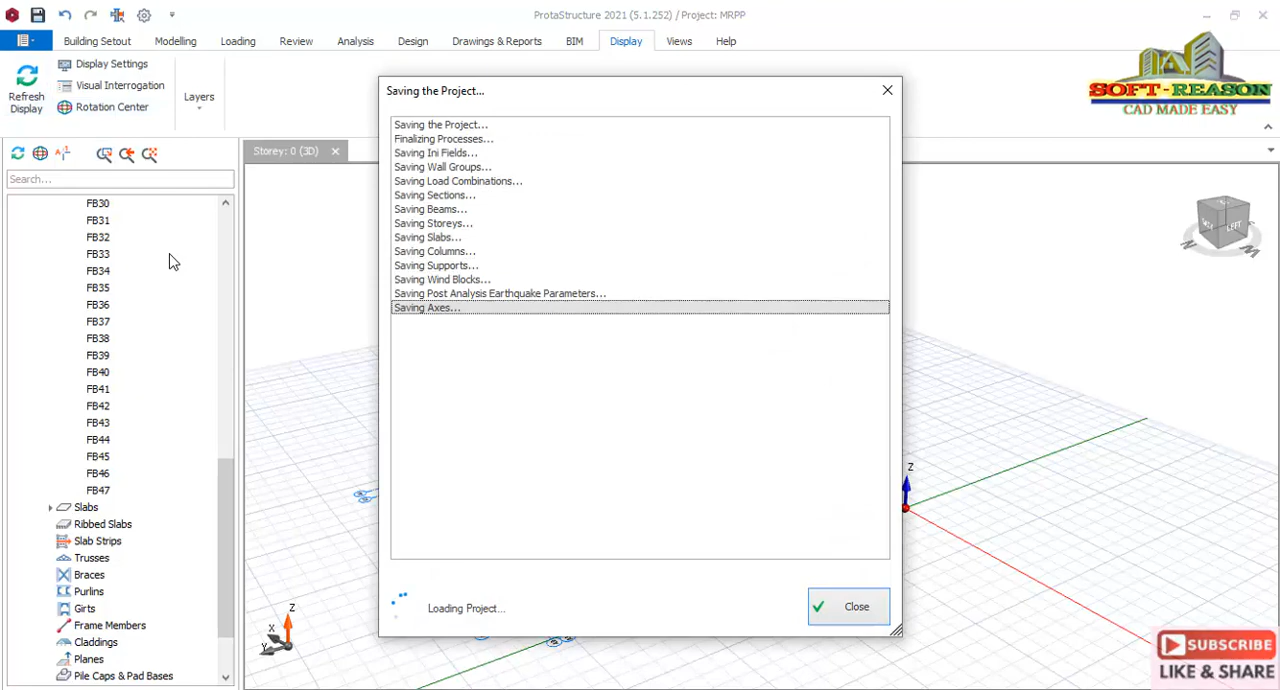 ProtaStructure 2021 (5.1.252) / Project: MRPP
Building Setout
Modelling
Loading
Review
Analysis
Design
Drawings & Reports
BIM
Display
Views
Help
Refresh
Display
Display Settings
Visual Interrogation
Rotation Center
Layers
SOFT-REASON
CAD MADE EASY
Storey: 0 (3D)
Search...
FB30
FB31
FB32
FB33
FB34
FB35
FB36
FB37
FB38
FB39
FB40
FB41
FB42
FB43
FB44
FB45
FB46
FB47
Slabs
Ribbed Slabs
Slab Strips
Trusses
Braces
Purlins
Girts
Frame Members
Claddings
Planes
Pile Caps & Pad Bases
Saving the Project...
Saving the Project...
Finalizing Processes...
Saving Ini Fields...
Saving Wall Groups...
Saving Load Combinations...
Saving Sections...
Saving Beams...
Saving Storeys...
Saving Slabs...
Saving Columns...
Saving Supports...
Saving Wind Blocks...
Saving Post Analysis Earthquake Parameters...
Saving Axes...
Loading Project...
Close
LEFT
Z
Z
X
Y
SUBSCRIBE
LIKE & SHARE